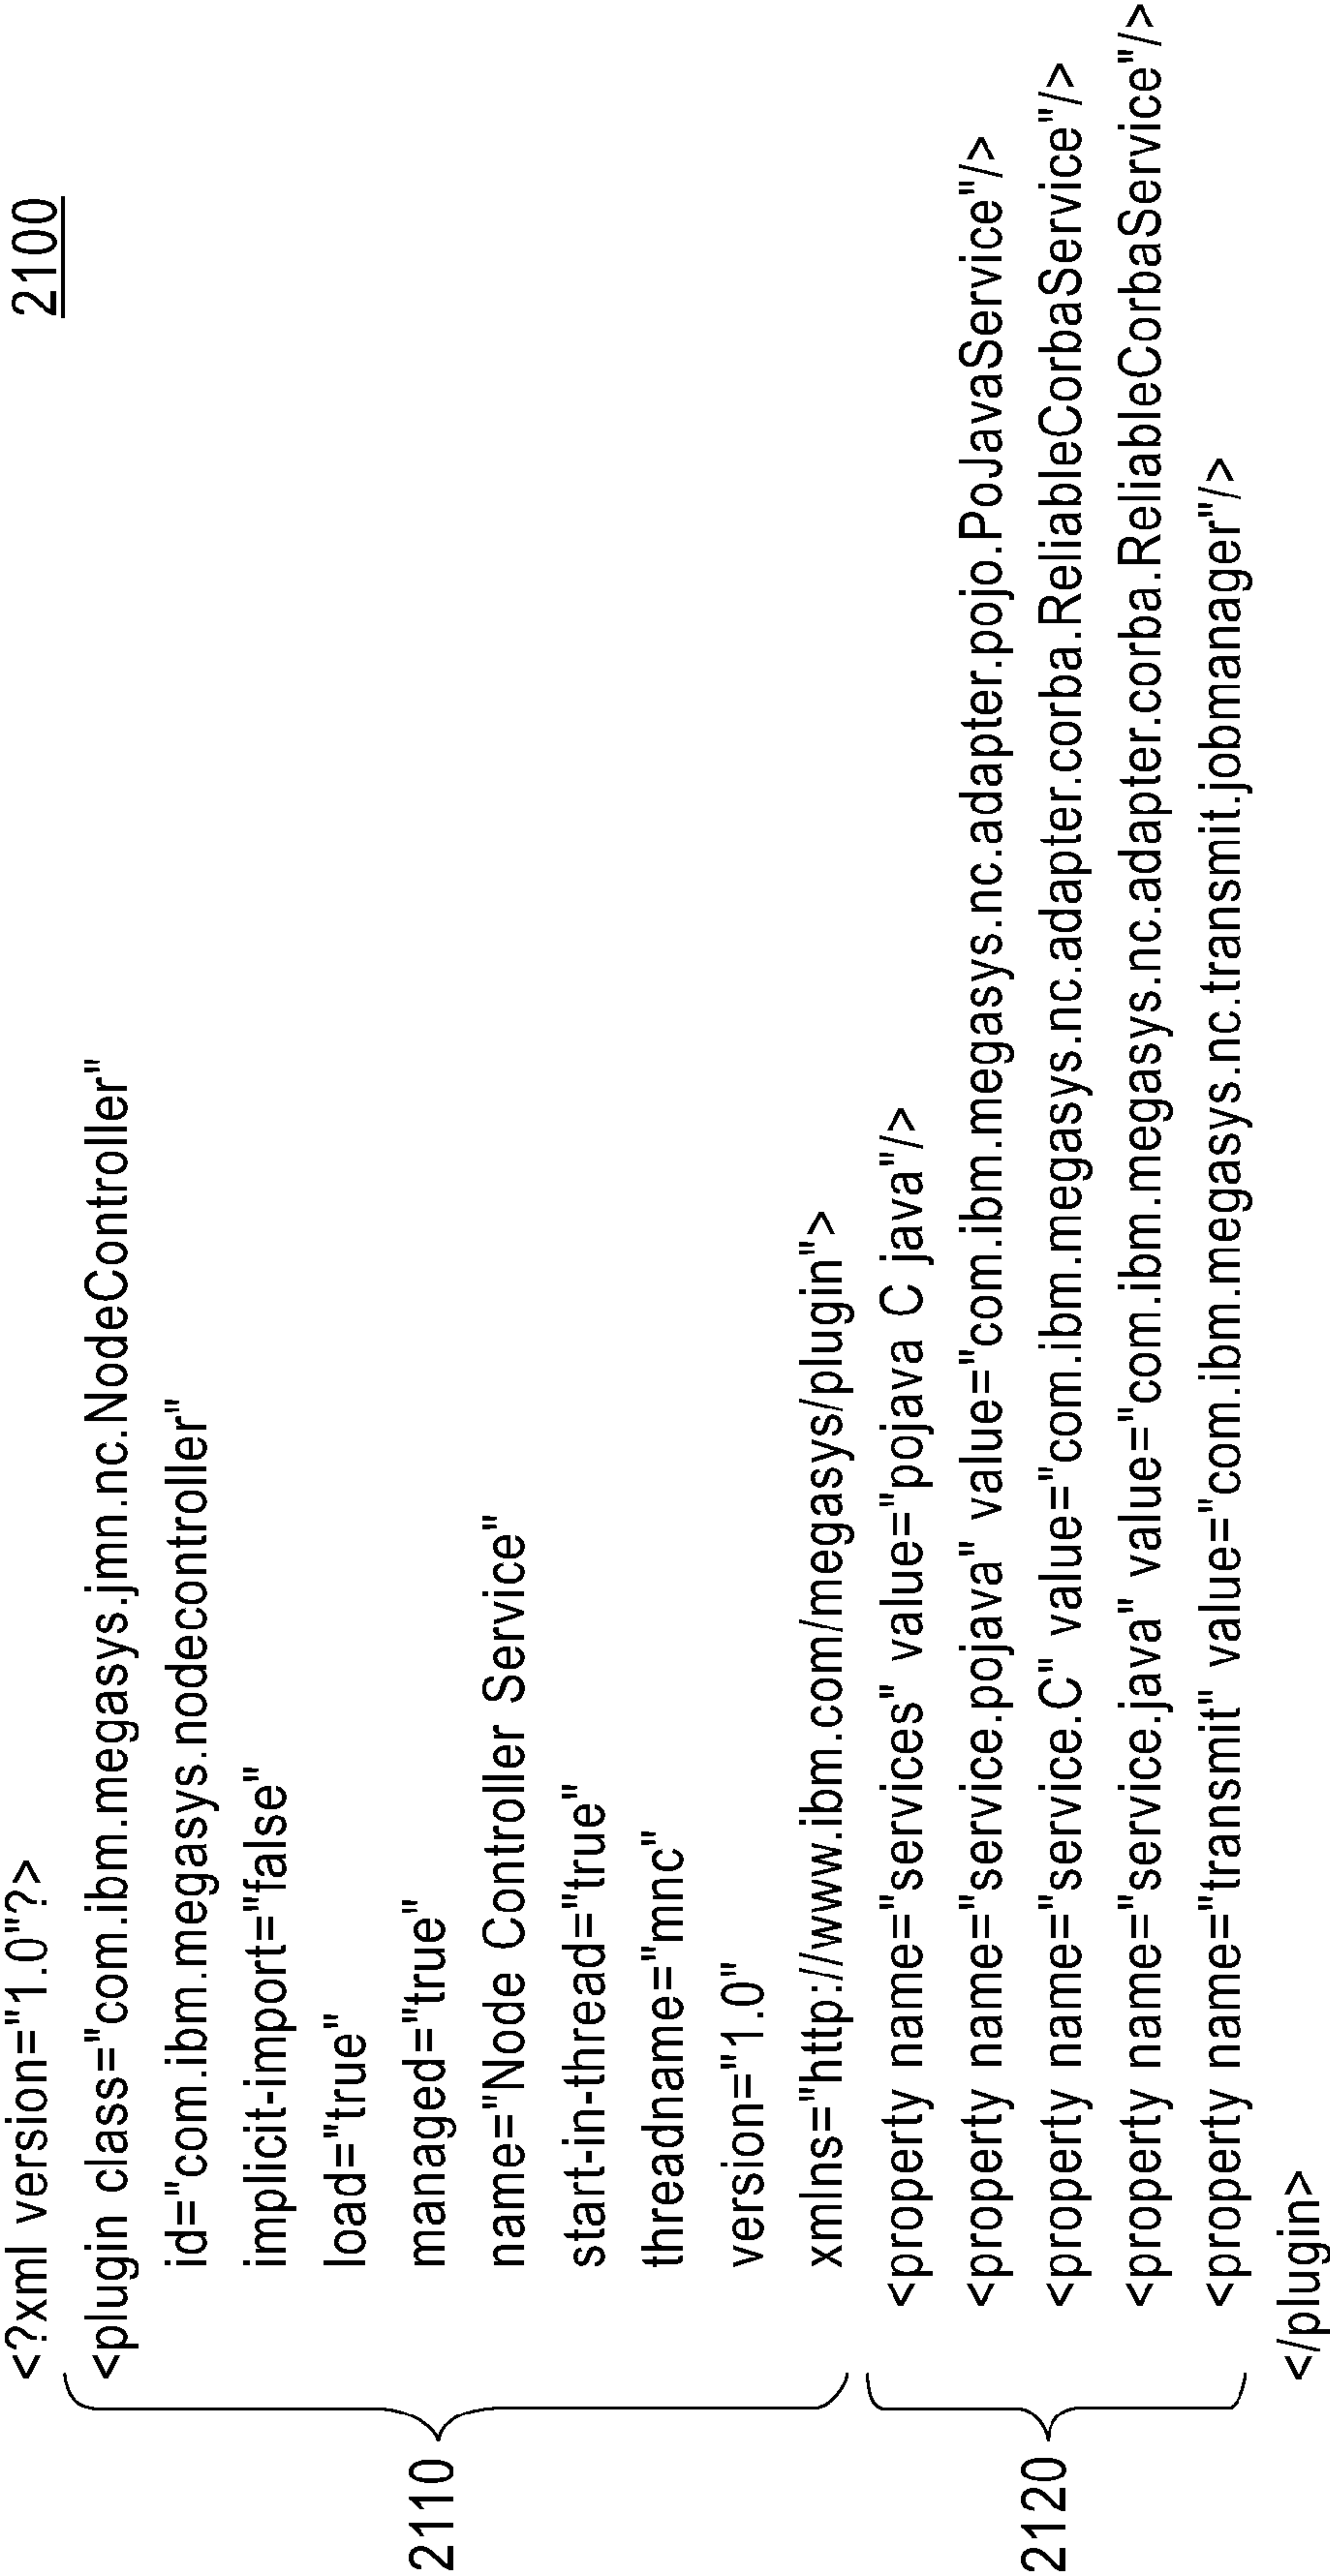 2100
<?xml version="1.0"?>
<plugin class="com.ibm.megasys.jmn.nc.NodeController"
id="com.ibm.megasys.nodecontroller"
implicit-import="false"
load="true"
managed="true"
2110
name="Node Controller Service"
start-in-thread="true"
threadname="mnc"
version="1.0"
xmlns="http://www.ibm.com/megasys/plugin">
<property name="services" value="pojava C java"/>
<property name="service.pojava" value="com.ibm.megasys.nc.adapter.pojo.PoJavaService"/>
2120
<property name="service.C" value="com.ibm.megasys.nc.adapter.corba.ReliableCorbaService"/>
<property name="service.java" value="com.ibm.megasys.nc.adapter.corba.ReliableCorbaService"/>
<property name="transmit" value="com.ibm.megasys.nc.transmit.jobmanager"/>
</plugin>